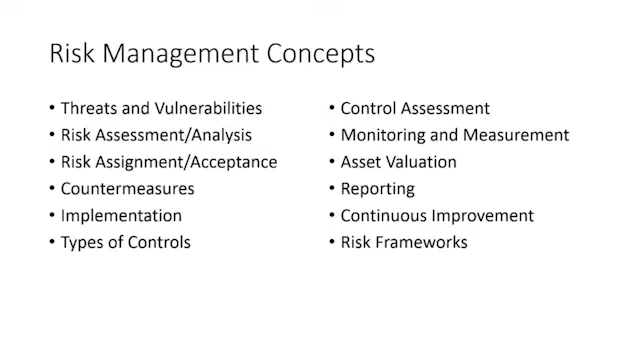 Risk Management Concepts
• Threats and Vulnerabilities
• Risk Assessment/Analysis
• Risk Assignment/Acceptance
• Countermeasures
• Implementation
• Types of Controls
• Control Assessment
• Monitoring and Measurement
• Asset Valuation
• Reporting
• Continuous Improvement
• Risk Frameworks